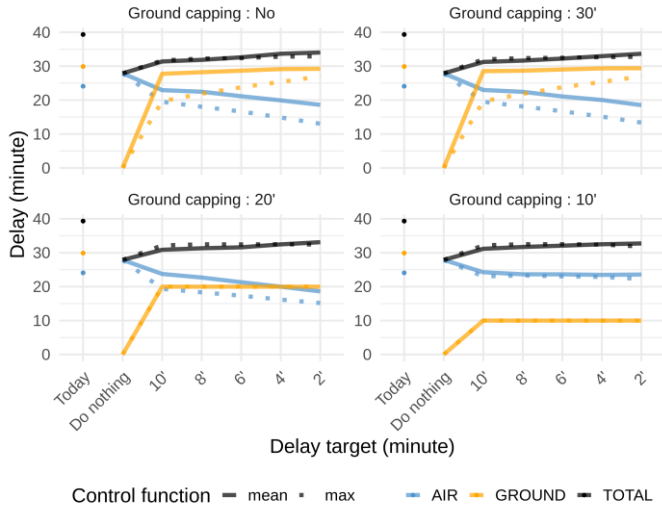 Ground capping : No
Ground capping : 30'
40
30
20
10
0
Ground capping : 20'
Ground capping : 10'
40
30
20
10
0
Delay (minute)
Today
Do nothing
10'
8'
6'
4'
2'
Today
Do nothing
10'
8'
6'
4'
2'
Delay target (minute)
Control function mean max AIR GROUND TOTAL